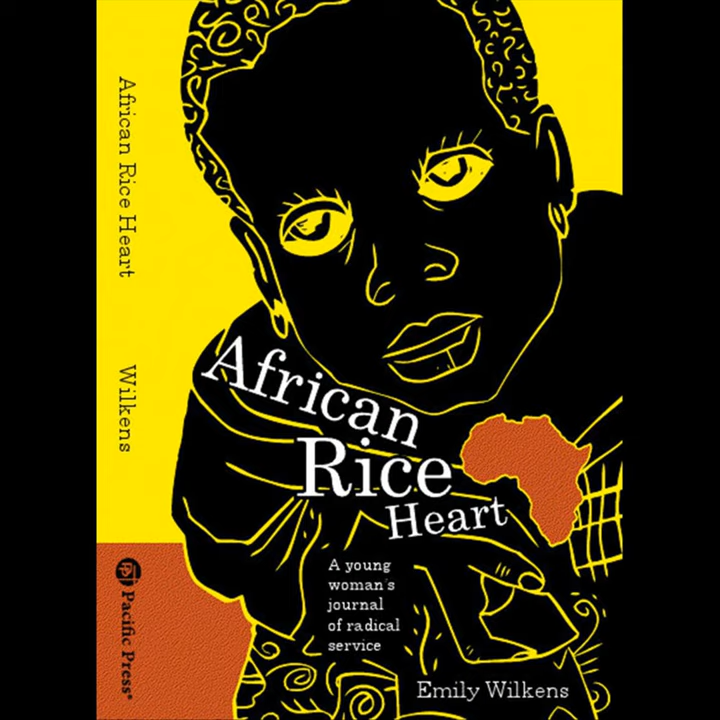 African Rice Heart
Wilkens
Pacific Press®
African
Rice
Heart
A young
woman's
journal
of radical
service
Emily Wilkens